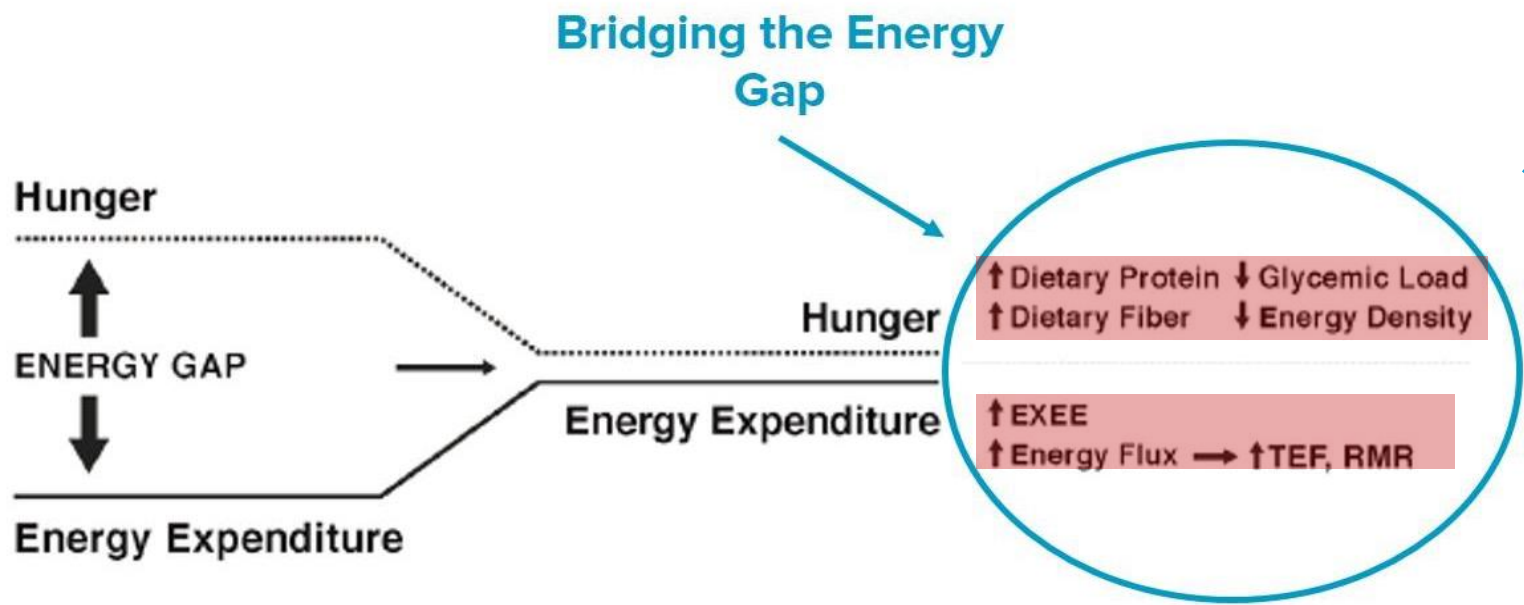 Bridging the Energy
Gap
Hunger
ENERGY GAP
Energy Expenditure
Hunger
Energy Expenditure
↑ Dietary Protein ↓ Glycemic Load
↑ Dietary Fiber ↓ Energy Density
↑ EXEE
↑ Energy Flux → ↑ TEF, RMR